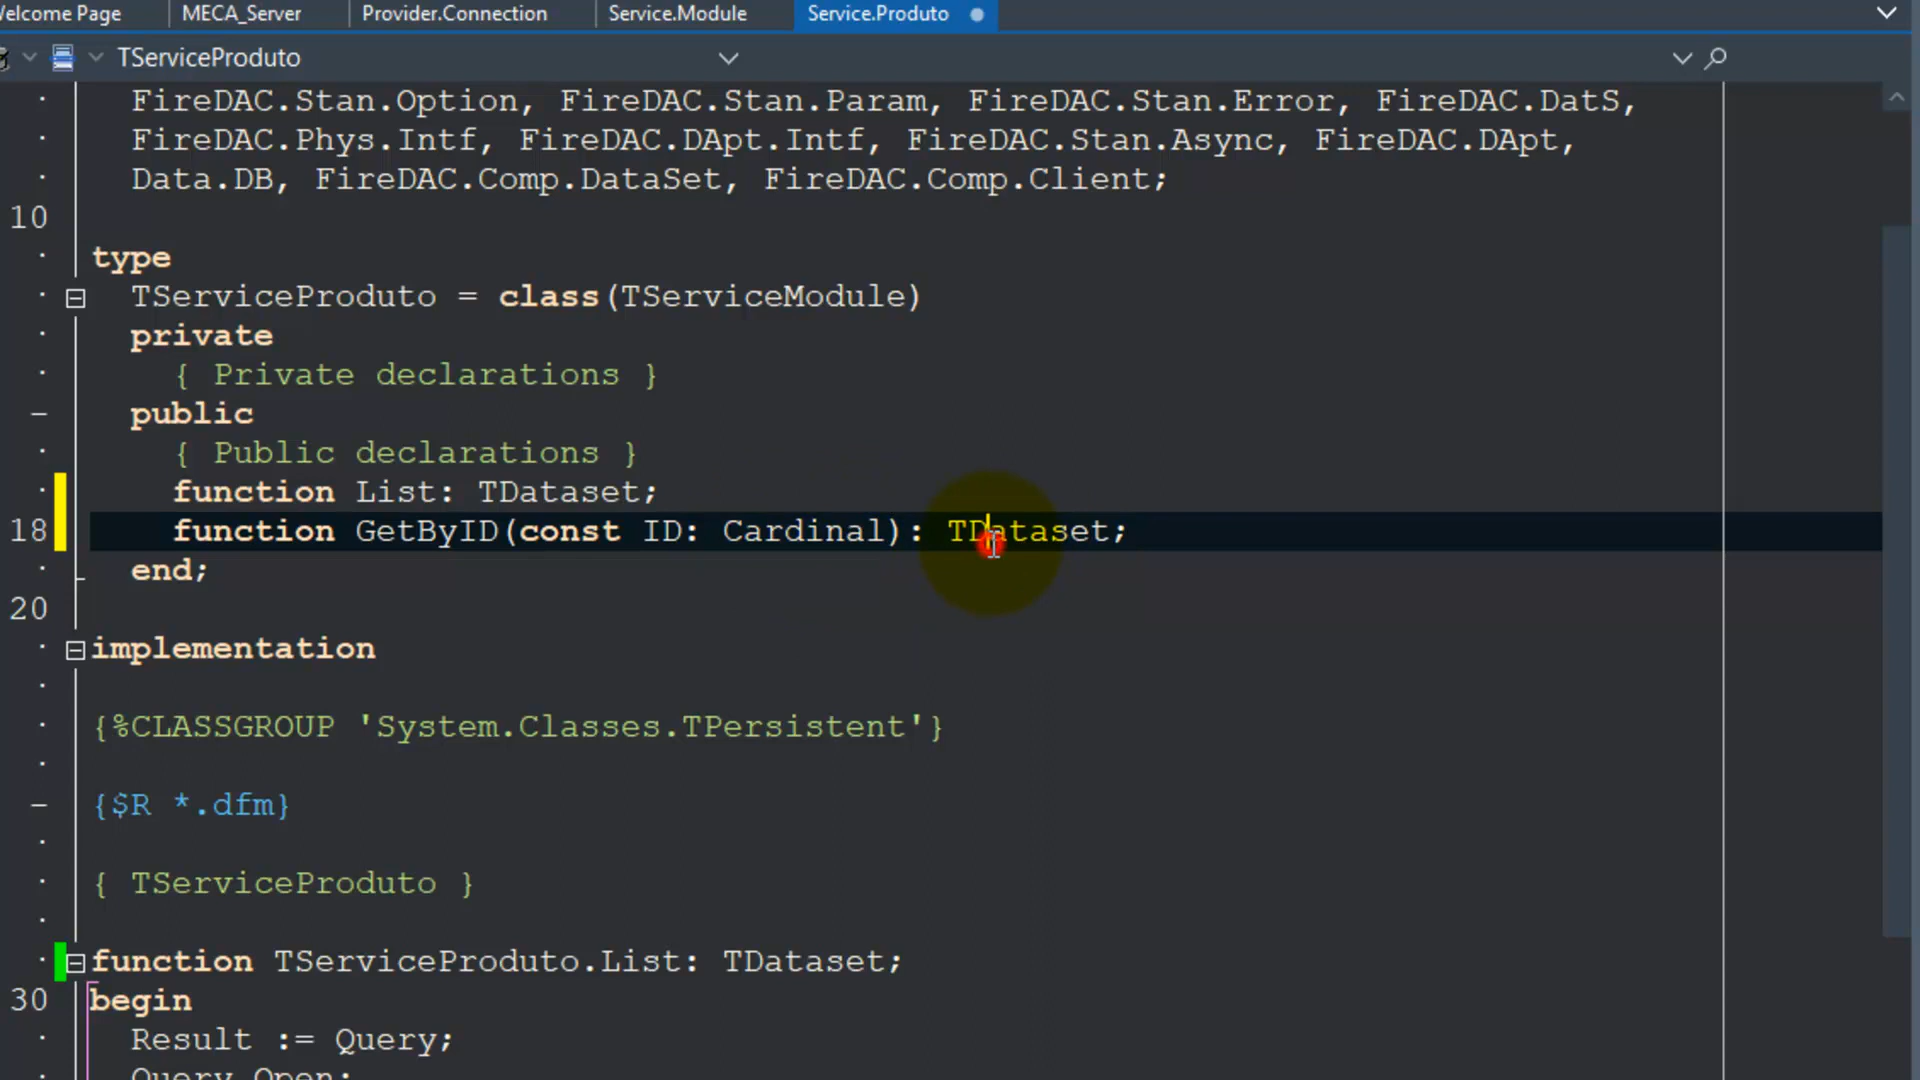 Welcome Page MECA_Server Provider.Connection Service.Module Service.Produto
TServiceProduto
FireDAC.Stan.Option, FireDAC.Stan.Param, FireDAC.Stan.Error, FireDAC.DatS,
FireDAC.Phys.Intf, FireDAC.DApt.Intf, FireDAC.Stan.Async, FireDAC.DApt,
Data.DB, FireDAC.Comp.DataSet, FireDAC.Comp.Client;
10
type
TServiceProduto = class(TServiceModule)
private
{ Private declarations }
public
{ Public declarations }
function List: TDataset;
18 function GetByID(const ID: Cardinal): TDataset;
end;
20
implementation
{%CLASSGROUP 'System.Classes.TPersistent'}
{$R *.dfm}
{ TServiceProduto }
function TServiceProduto.List: TDataset;
30 begin
Result := Query;
Query.Open;